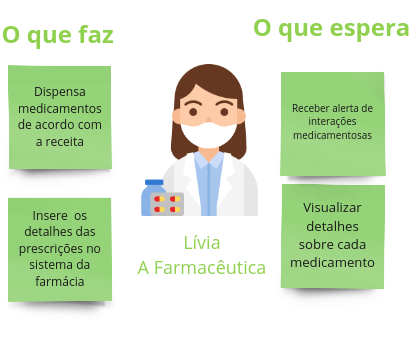 O que faz
O que espera
Dispensa
medicamentos
de acordo com
a receita
Receber alerta de
interações
medicamentosas
Insere os
detalhes das
prescrições no
sistema da
farmácia
Visualizar
detalhes
sobre cada
medicamento
Lívia
A Farmacêutica